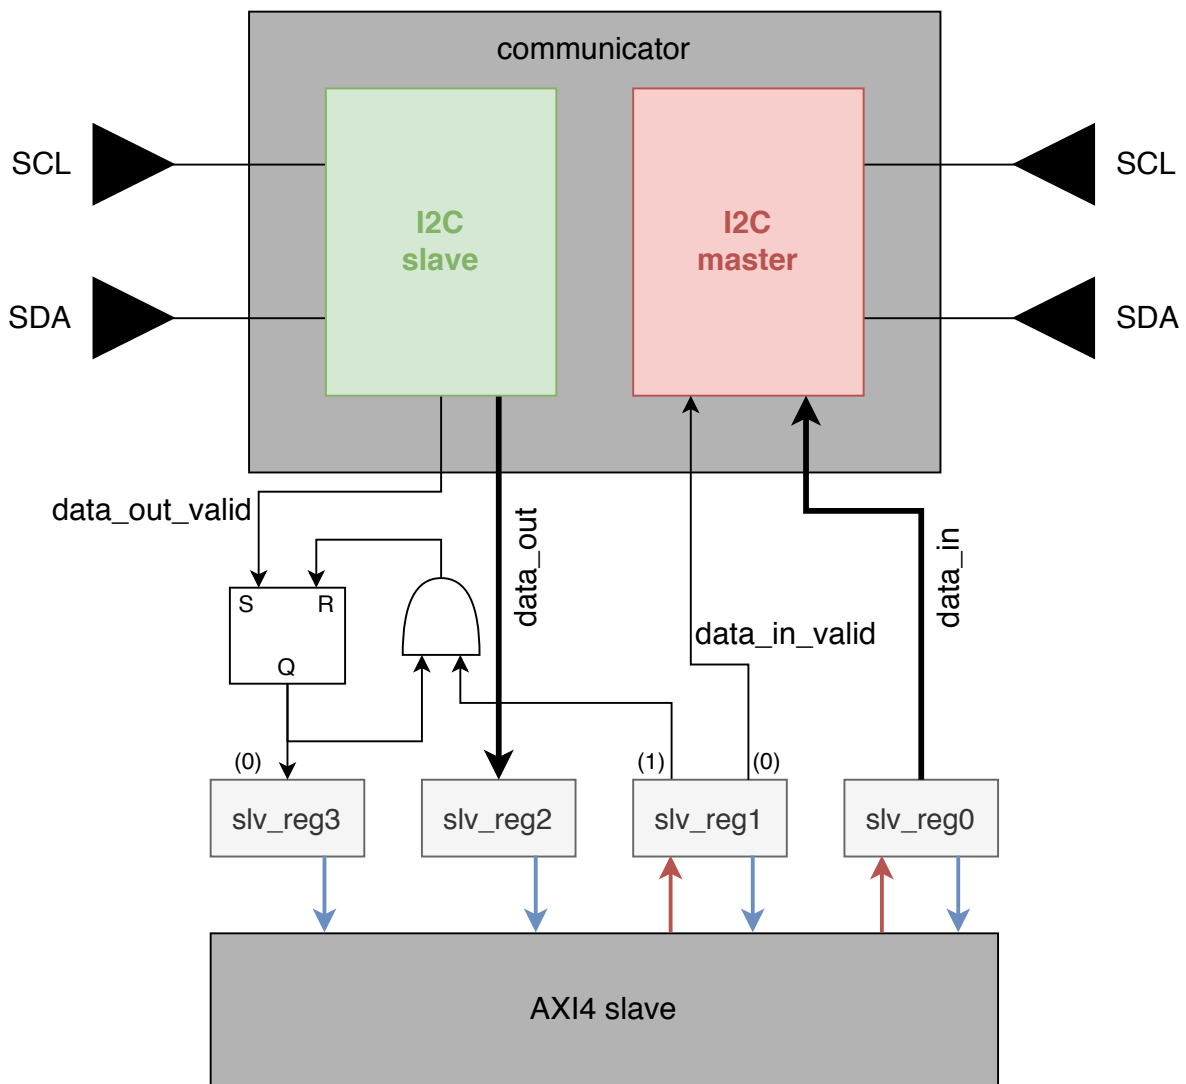 communicator
SCL
I2C
slave
I2C
master
SCL
SDA
SDA
data_out_valid
data_out
data_in
S
R
Q
data_in_valid
(0)
(1)
(0)
slv_reg3
slv_reg2
slv_reg1
slv_reg0
AXI4 slave